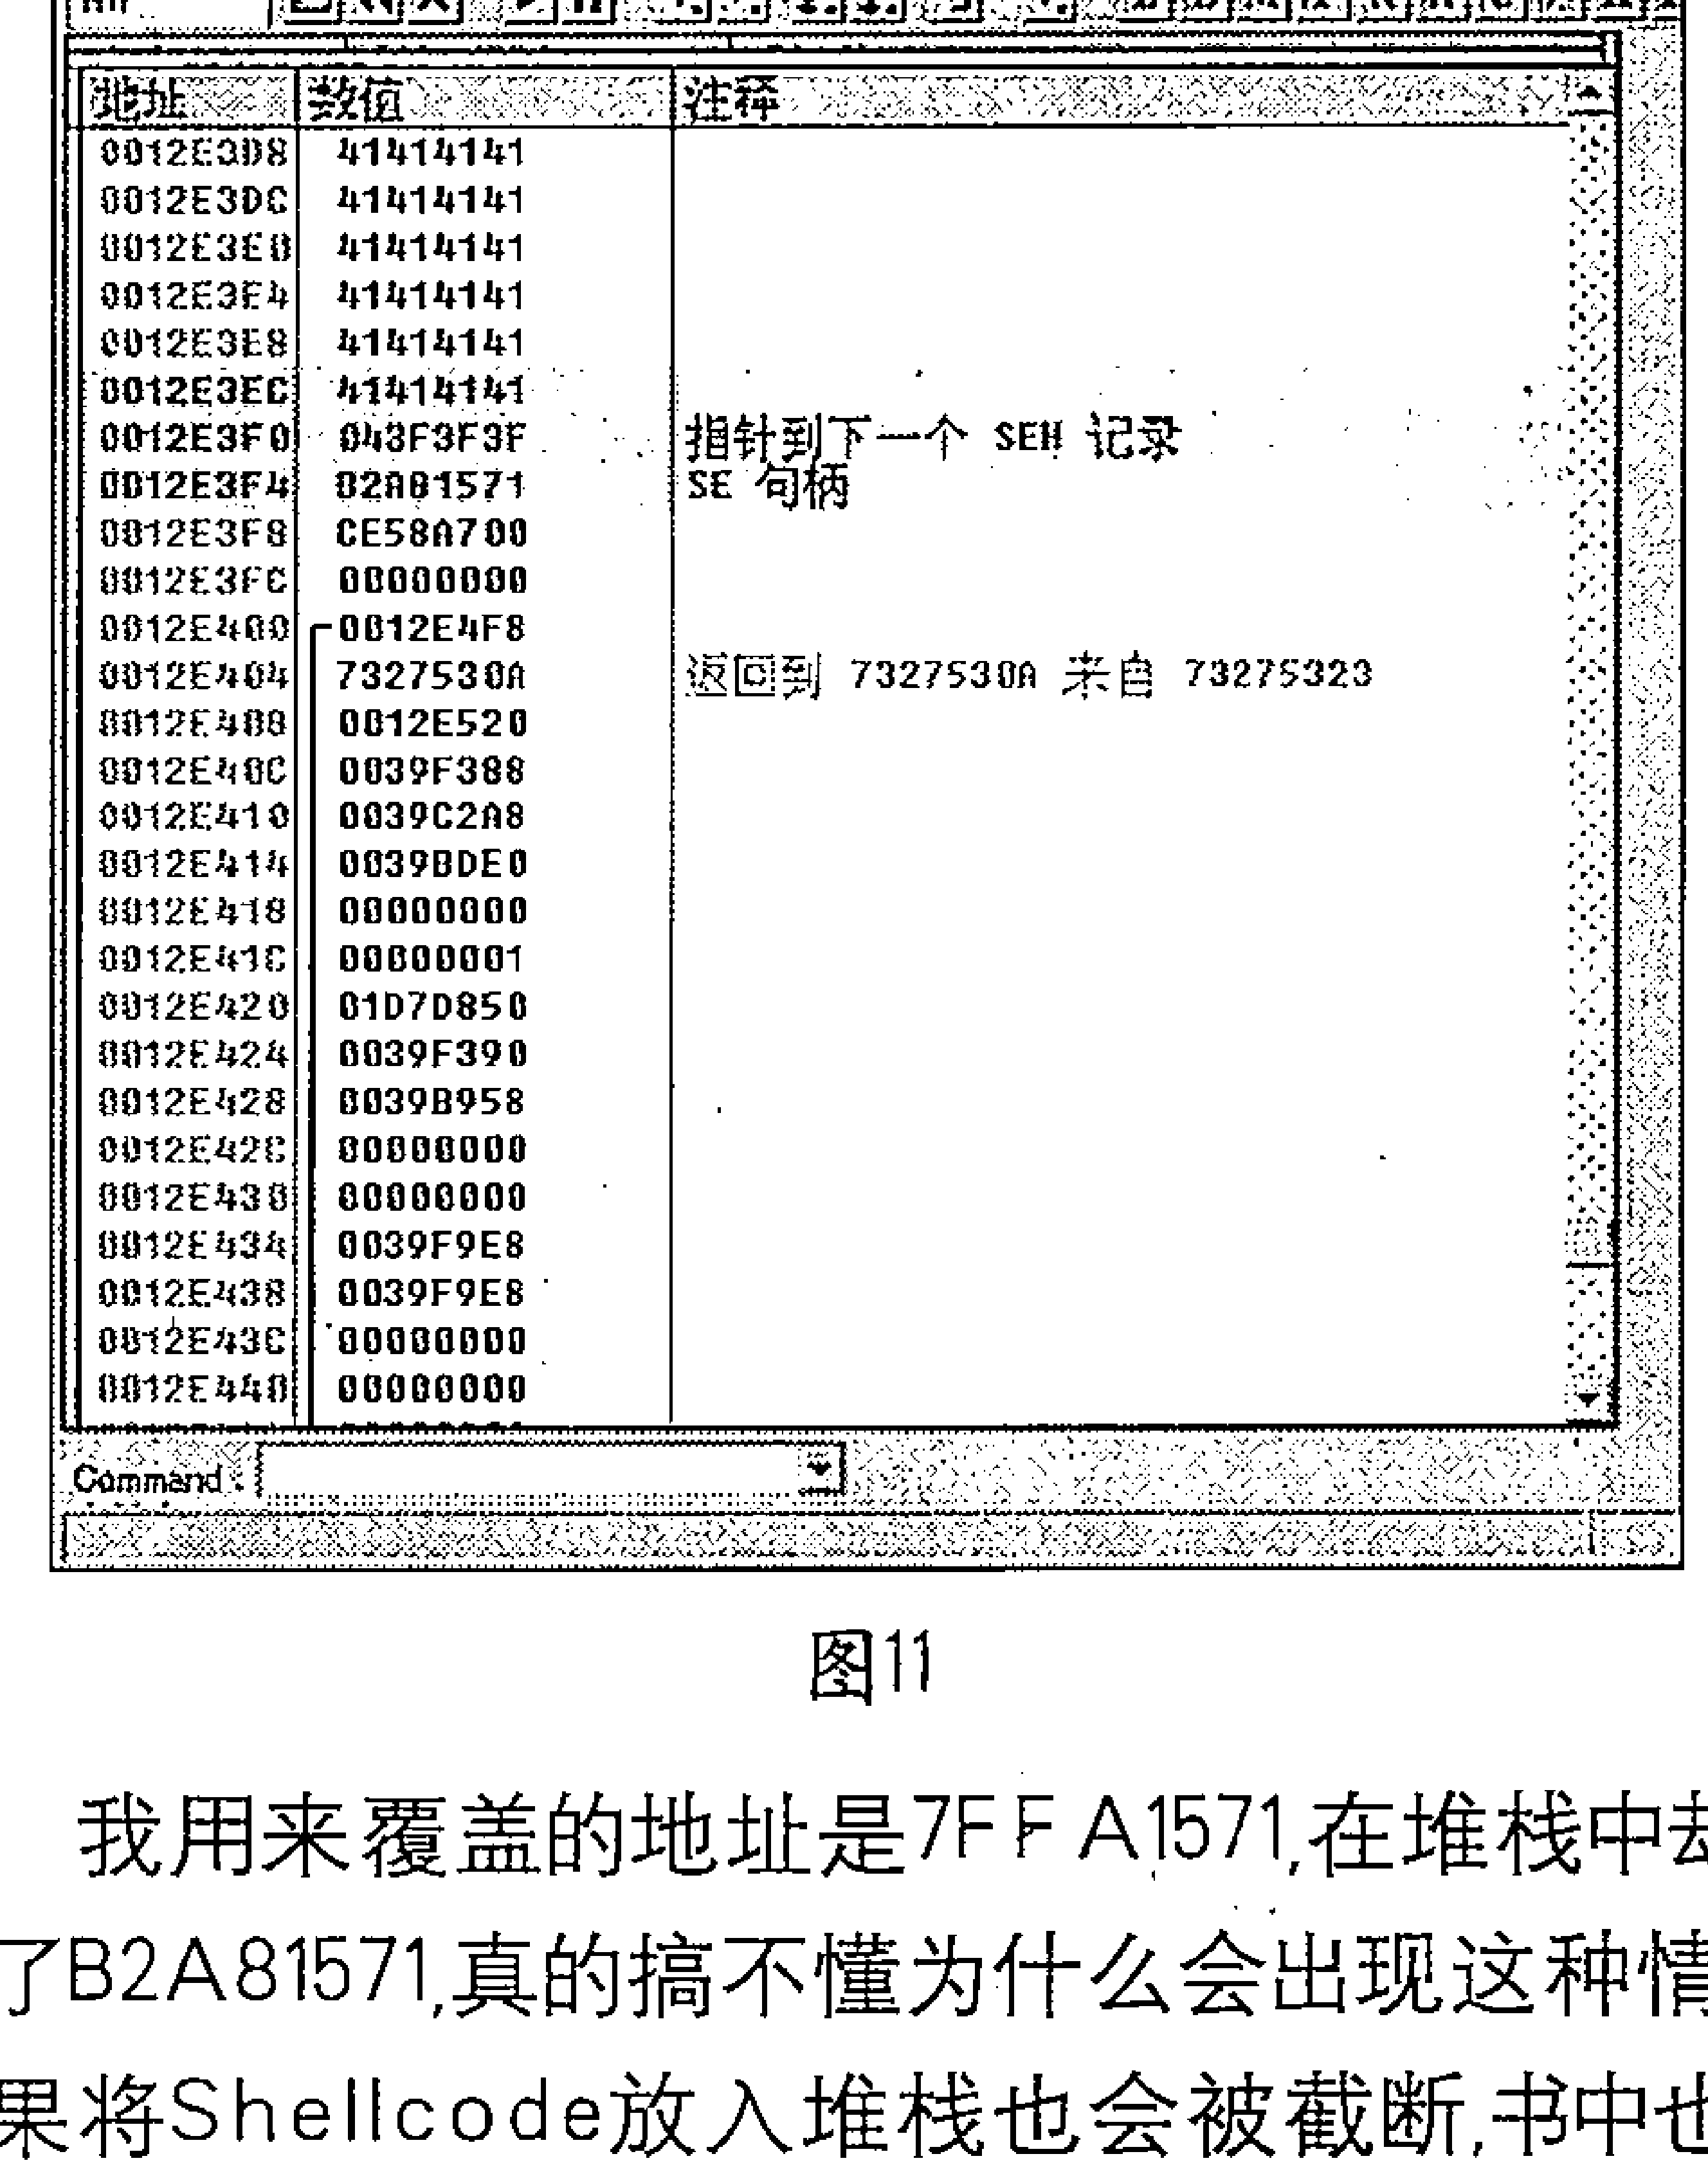 地址 数值 注释
0012E3D8 41414141
0012E3DC 41414141
0012E3E0 41414141
0012E3E4 41414141
0012E3E8 41414141
0012E3EC 41414141
0012E3F0 043F3F3F 指针到下一个 SEH 记录
0012E3F4 B2A81571 SE 句柄
0012E3F8 CE58A700
0012E3FC 00000000
0012E400 0012E4F8
0012E404 7327530A 返回到 7327530A 来自 73275323
0012E408 0012E520
0012E40C 0039F388
0012E410 0039C2A8
0012E414 0039BDE0
0012E418 00000000
0012E41C 00000001
0012E420 01D7D850
0012E424 0039F390
0012E428 0039B958
0012E42C 00000000
0012E430 00000000
0012E434 0039F9E8
0012E438 0039F9E8
0012E43C 00000000
0012E440 00000000
Command :
图11
我用来覆盖的地址是7FFA1571,在堆栈中却
了B2A81571,真的搞不懂为什么会出现这种情
果将Shellcode放入堆栈也会被截断,书中也